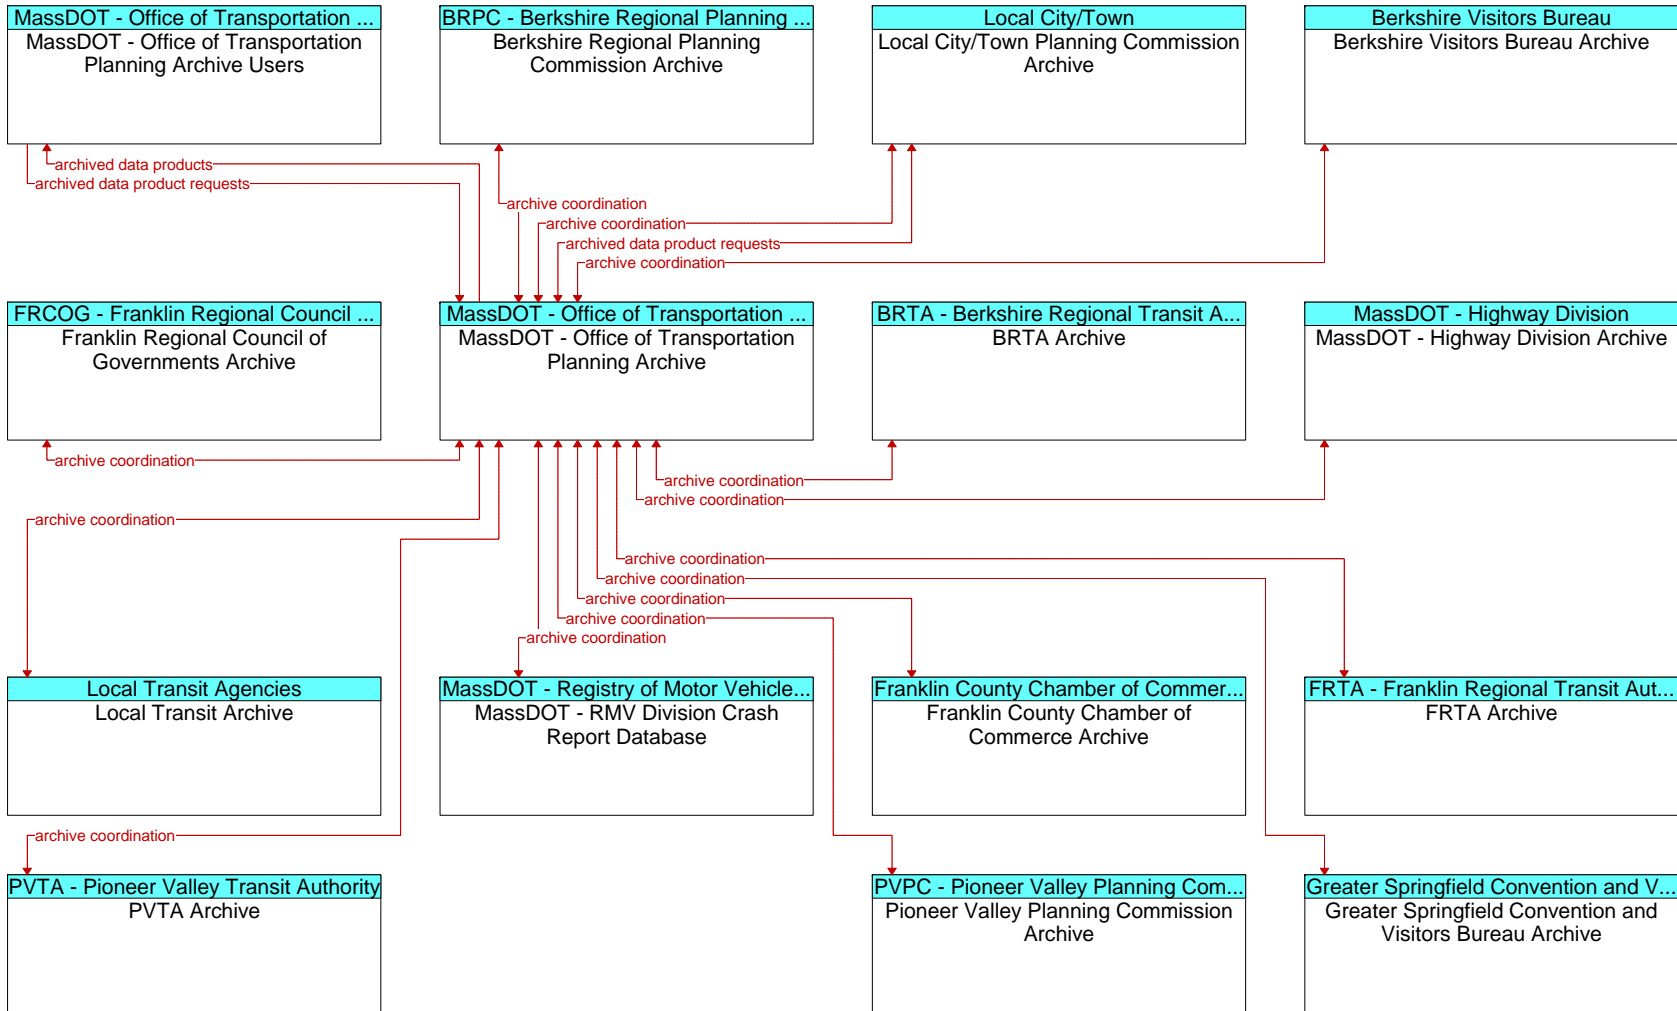 MassDOT - Office of Transportation ...
MassDOT - Office of Transportation
Planning Archive Users
BRPC - Berkshire Regional Planning ...
Berkshire Regional Planning
Commission Archive
Local City/Town
Local City/Town Planning Commission
Archive
Berkshire Visitors Bureau
Berkshire Visitors Bureau Archive
archived data products
archived data product requests
archive coordination
archive coordination
archived data product requests
archive coordination
FRCOG - Franklin Regional Council ...
Franklin Regional Council of
Governments Archive
MassDOT - Office of Transportation ...
MassDOT - Office of Transportation
Planning Archive
BRTA - Berkshire Regional Transit A...
BRTA Archive
MassDOT - Highway Division
MassDOT - Highway Division Archive
archive coordination
archive coordination
archive coordination
archive coordination
archive coordination
archive coordination
archive coordination
archive coordination
archive coordination
Local Transit Agencies
Local Transit Archive
MassDOT - Registry of Motor Vehicle...
MassDOT - RMV Division Crash
Report Database
Franklin County Chamber of Commer...
Franklin County Chamber of
Commerce Archive
FRTA - Franklin Regional Transit Aut...
FRTA Archive
archive coordination
PVTA - Pioneer Valley Transit Authority
PVTA Archive
PVPC - Pioneer Valley Planning Com...
Pioneer Valley Planning Commission
Archive
Greater Springfield Convention and V...
Greater Springfield Convention and
Visitors Bureau Archive